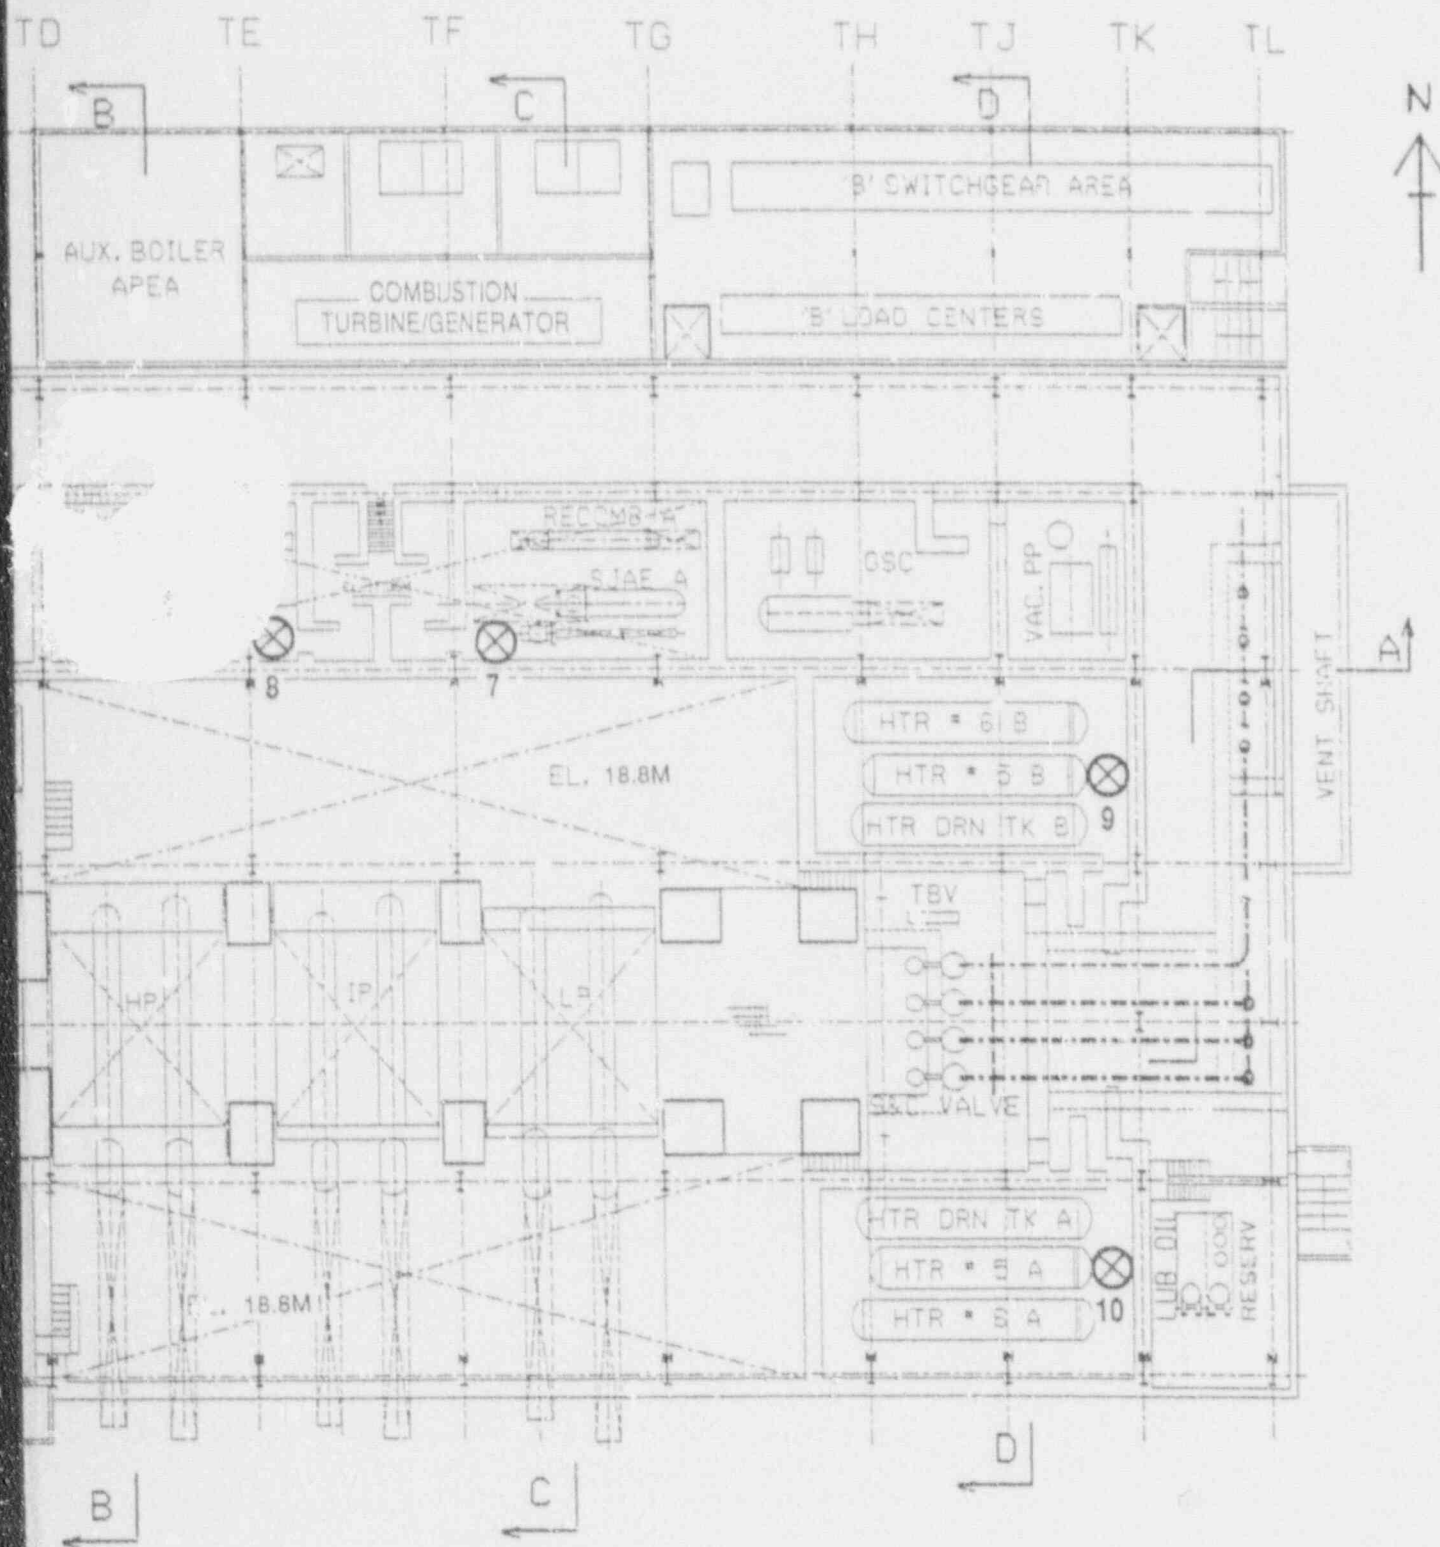 TD TE TF TG TH TJ TK TL
B C D
N
'B' SWITCHGEAR AREA
AUX. BOILER
AREA
COMBUSTION
TURBINE/GENERATOR
'B' LOAD CENTERS
RECOMB-A
SJAE A
GSC
VAC. PP
A
VENT SHAFT
8
7
HTR # 6 B
EL. 18.8M
HTR # 5 B
9
HTR DRN TK B
TBV
HP
IP
LP
S&C VALVE
HTR DRN TK A
HTR # 5 A
10
HTR # 6 A
LUB OIL
RESERV
18.8M
D
B
C